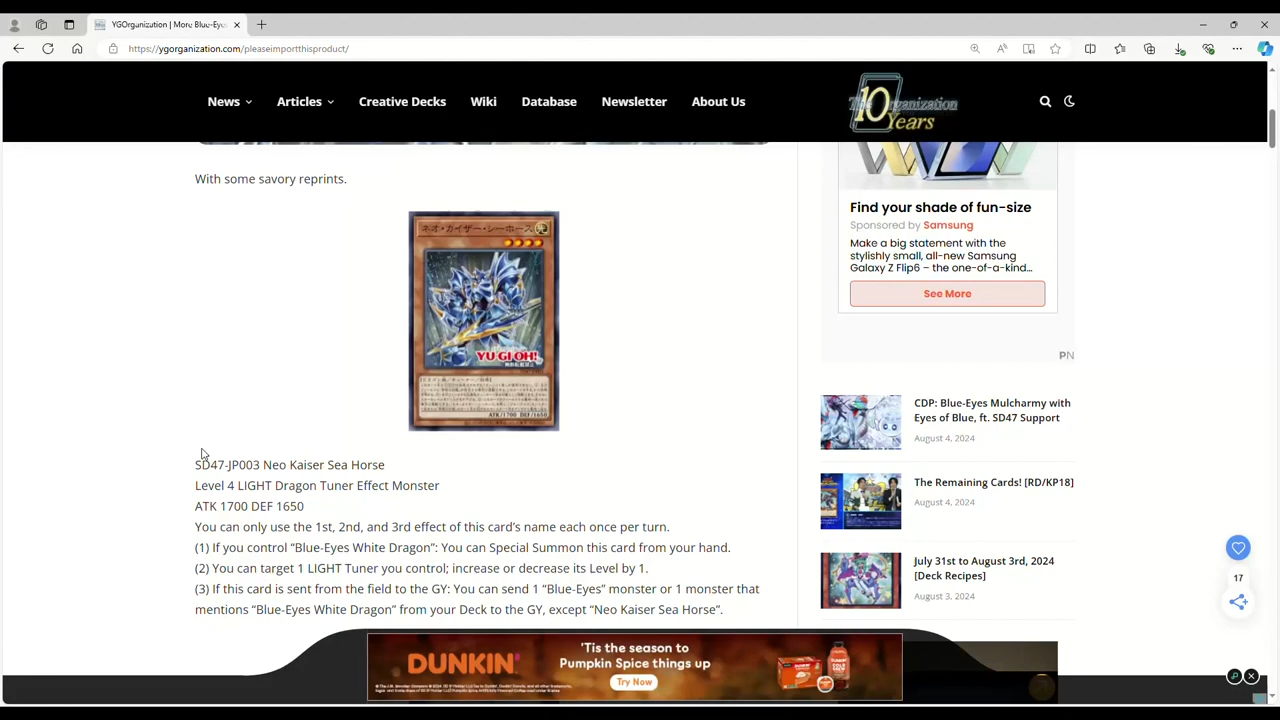 YGOrganization | More Blue-Eye
https://ygorganization.com/pleaseimportthisproduct/
News
Articles
Creative Decks
Wiki
Database
Newsletter
About Us
The Organization
10 Years
With some savory reprints.
ネオ・カイザー・シーホース
YU-GI-OH!
ATK/1700 DEF/1650
SD47-JP003 Neo Kaiser Sea Horse
Level 4 LIGHT Dragon Tuner Effect Monster
ATK 1700 DEF 1650
You can only use the 1st, 2nd, and 3rd effect of this card’s name each once per turn.
(1) If you control “Blue-Eyes White Dragon”: You can Special Summon this card from your hand.
(2) You can target 1 LIGHT Tuner you control; increase or decrease its Level by 1.
(3) If this card is sent from the field to the GY: You can send 1 “Blue-Eyes” monster or 1 monster that
mentions “Blue-Eyes White Dragon” from your Deck to the GY, except “Neo Kaiser Sea Horse”.
Find your shade of fun-size
Sponsored by Samsung
Make a big statement with the
stylishly small, all-new Samsung
Galaxy Z Flip6 – the one-of-a-kind...
See More
PN
CDP: Blue-Eyes Mulcharmy with
Eyes of Blue, ft. SD47 Support
August 4, 2024
The Remaining Cards! [RD/KP18]
August 4, 2024
July 31st to August 3rd, 2024
[Deck Recipes]
August 3, 2024
17
DUNKIN'
'Tis the season to
Pumpkin Spice things up
Try Now